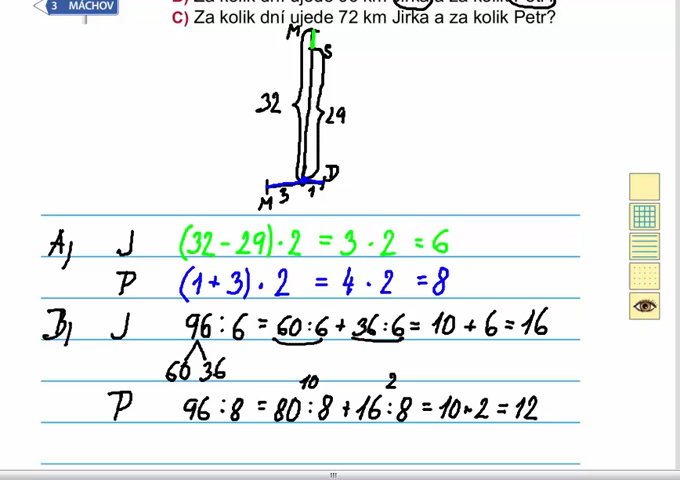 3 MÁCHOV
C) Za kolik dní ujede 72 km Jirka a za kolik Petr?
M
S
32
29
D
M 3 1
A) J (32 - 29) · 2 = 3 · 2 = 6
P (1 + 3) · 2 = 4 · 2 = 8
B) J 96 : 6 = 60 : 6 + 36 : 6 = 10 + 6 = 16
60 36
10 2
P 96 : 8 = 80 : 8 + 16 : 8 = 10 + 2 = 12